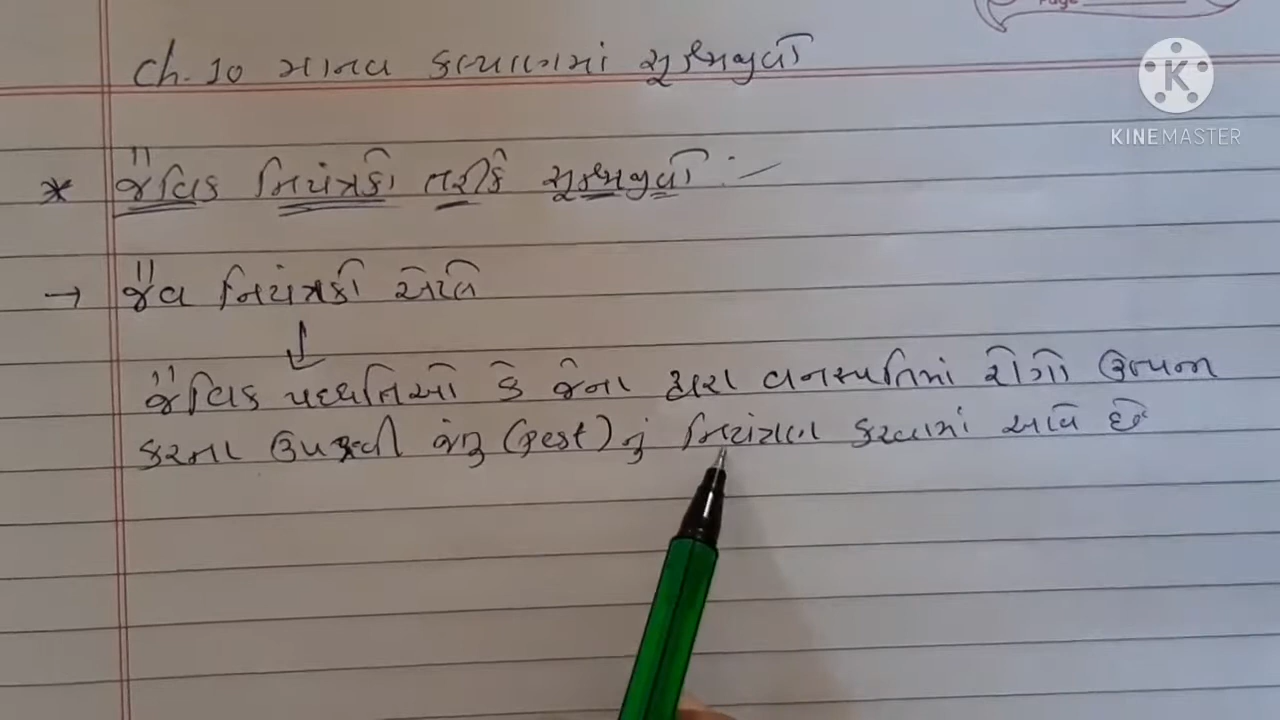 Page
KINEMASTER
Ch. 10 માનવ કલ્યાણમાં સૂક્ષ્મજીવો
* જૈવિક નિયંત્રકો તરીકે સૂક્ષ્મજીવો :-
→ જૈવ નિયંત્રકો એટલે
↓
જૈવિક પદ્ધતિઓ કે જેના દ્વારા વનસ્પતિમાં રોગો ઉત્પન્ન
કરતા ઉપદ્રવી જંતુ (pest) નું નિયંત્રણ કરવામાં આવે છે